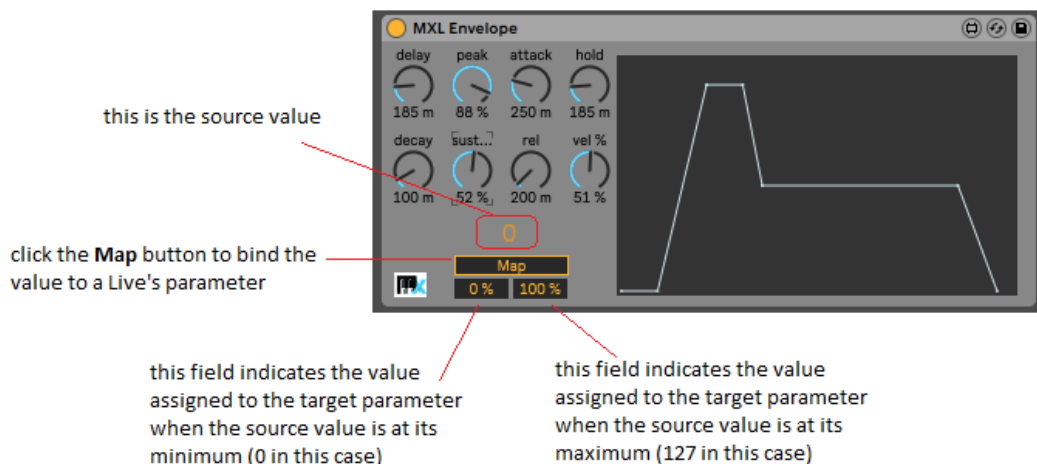 MXL Envelope
delay peak attack hold
185 m 88 % 250 m 185 m
decay sust... rel vel %
100 m 52 % 200 m 51 %
0
Map
0 % 100 %
this is the source value
click the Map button to bind the
value to a Live's parameter
this field indicates the value
assigned to the target parameter
when the source value is at its
minimum (0 in this case)
this field indicates the value
assigned to the target parameter
when the source value is at its
maximum (127 in this case)